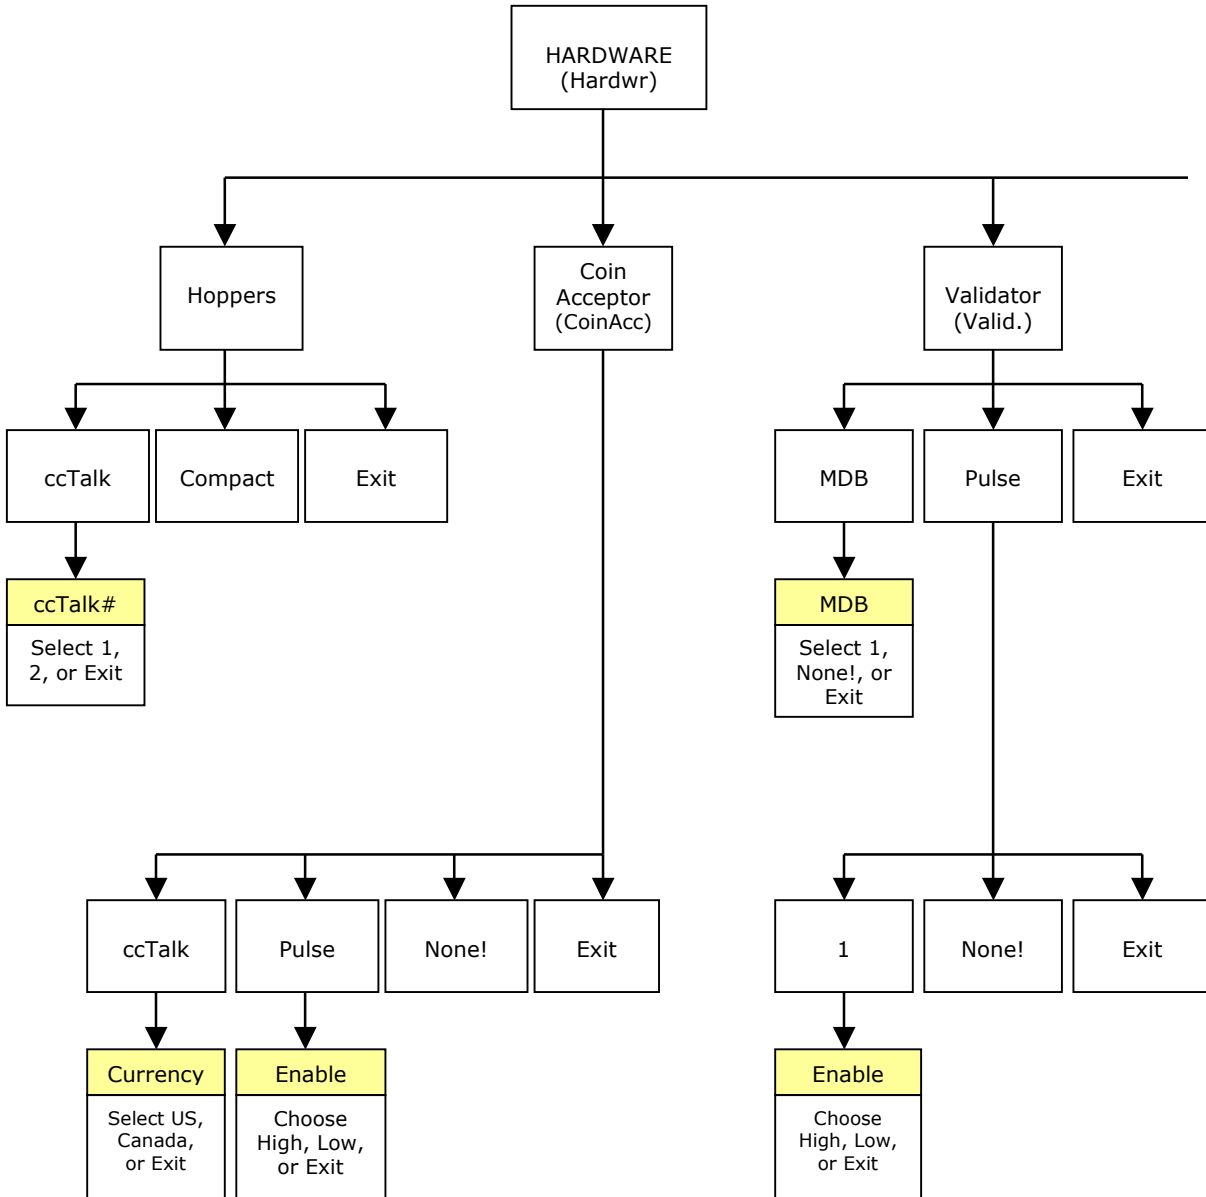 HARDWARE
(Hardwr)
Hoppers
Coin
Acceptor
(CoinAcc)
Validator
(Valid.)
ccTalk
Compact
Exit
MDB
Pulse
Exit
ccTalk#
Select 1,
2, or Exit
MDB
Select 1,
None!, or
Exit
ccTalk
Pulse
None!
Exit
1
None!
Exit
Currency
Select US,
Canada,
or Exit
Enable
Choose
High, Low,
or Exit
Enable
Choose
High, Low,
or Exit